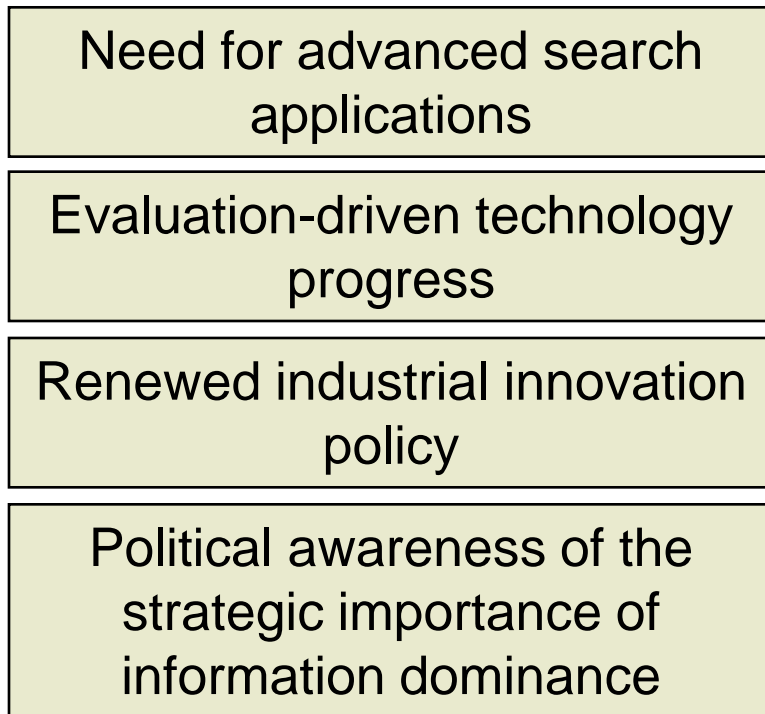 Need for advanced search
applications
Evaluation-driven technology
progress
Renewed industrial innovation
policy
Political awareness of the
strategic importance of
information dominance